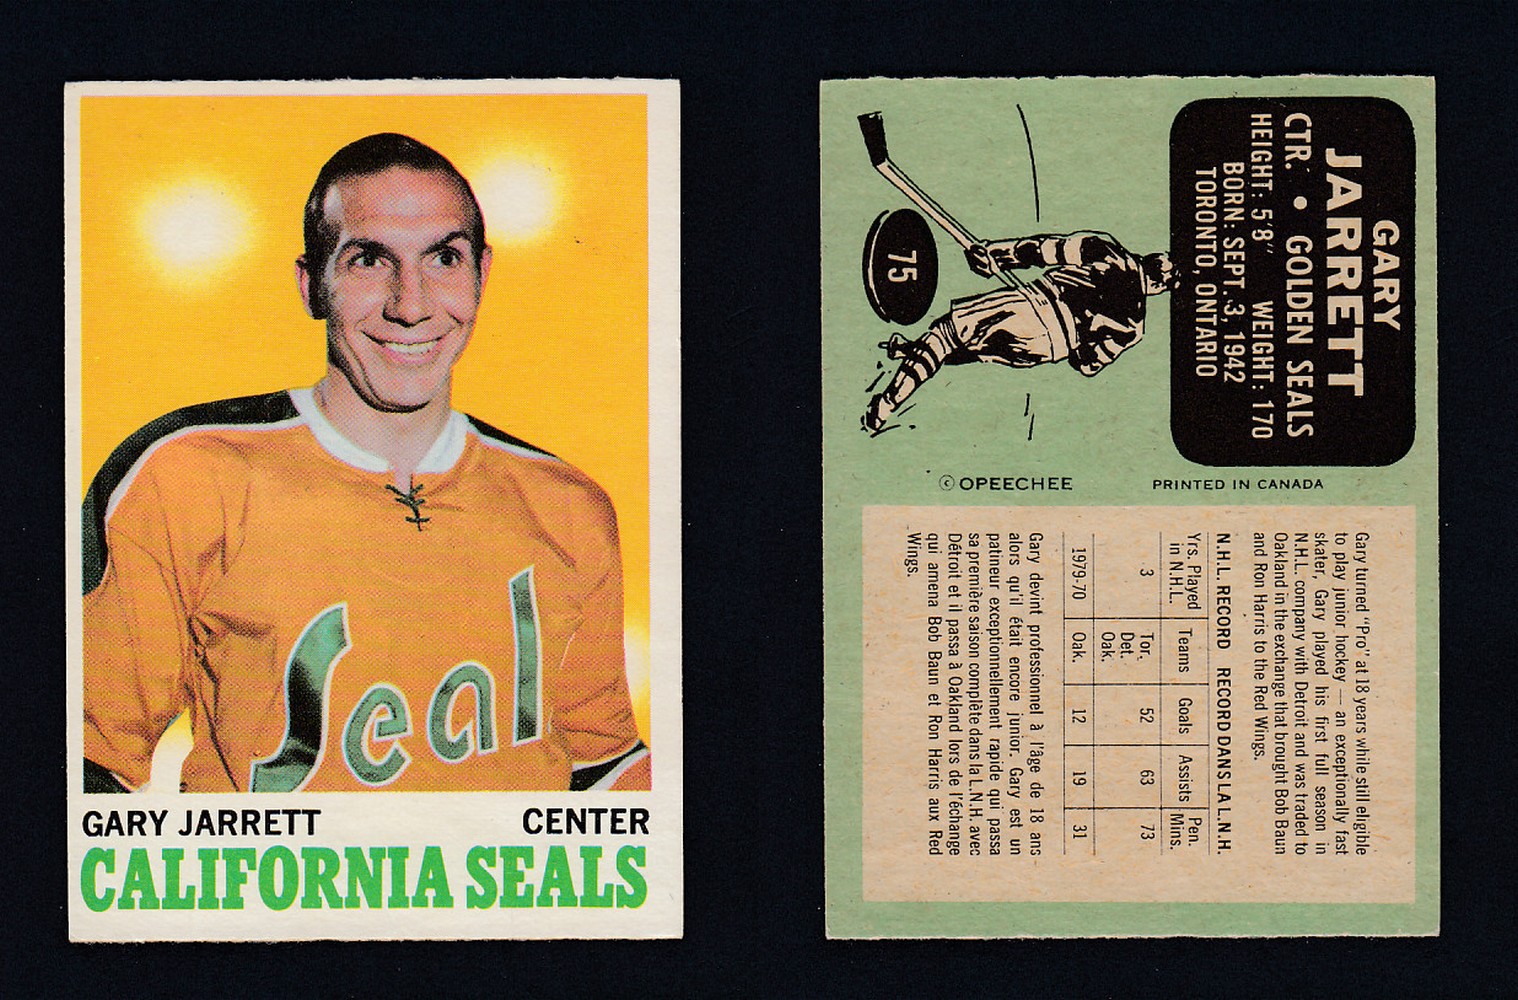 Seal
GARY JARRETT
CENTER
CALIFORNIA SEALS
GARY
JARRETT
CTR. • GOLDEN SEALS
HEIGHT: 5'8" WEIGHT: 170
BORN: SEPT. 3, 1942
TORONTO, ONTARIO
75
© OPEECHEE
PRINTED IN CANADA
Gary turned "Pro" at 18 years while still eligible
to play junior hockey — an exceptionally fast
skater, Gary played his first full season in
N.H.L. company with Detroit and was traded to
Oakland in the exchange that brought Bob Baun
and Ron Harris to the Red Wings.
N.H.L. RECORD RECORD DANS LA L.N.H.
Yrs. Played Teams Goals Assists Pen.
in N.H.L. Mins.
3 Tor. 52 63 73
Det.
Oak.
1979-70 Oak. 12 19 31
Gary devint professionnel à l'âge de 18 ans
alors qu'il était encore junior. Gary est un
patineur exceptionnellement rapide qui passa
sa première saison complète dans la L.N.H. avec
Détroit et il passa à Oakland lors de l'échange
qui amena Bob Baun et Ron Harris aux Red
Wings.